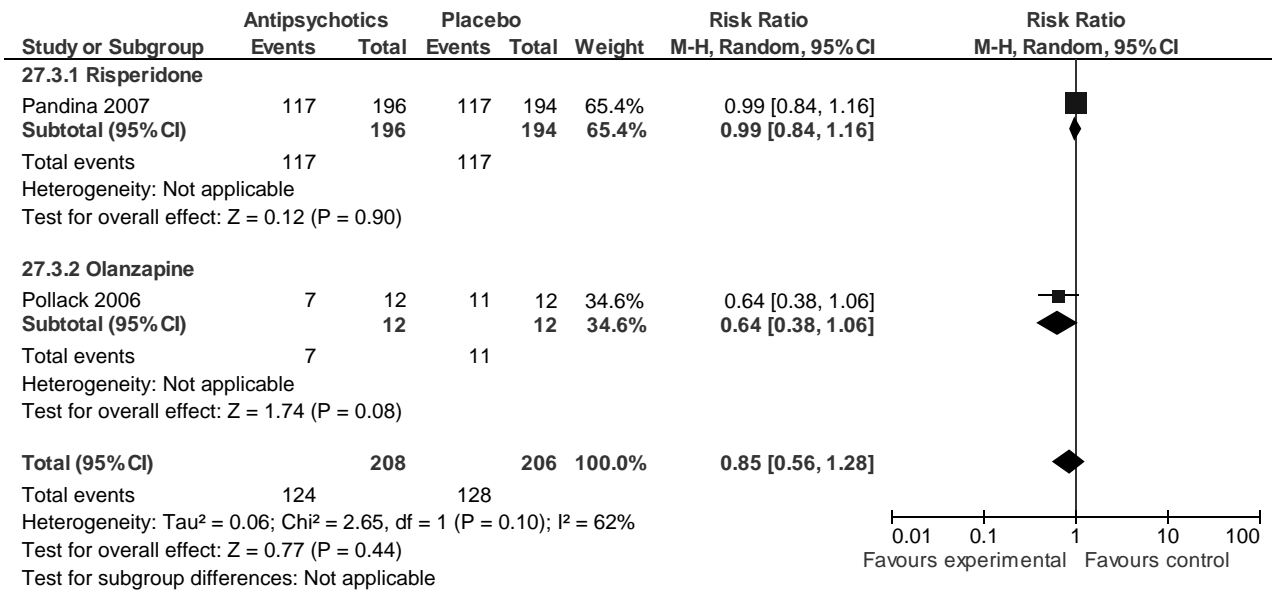 Antipsychotics Placebo Risk Ratio Risk Ratio
Study or Subgroup Events Total Events Total Weight M-H, Random, 95% CI M-H, Random, 95% CI
27.3.1 Risperidone
Pandina 2007 117 196 117 194 65.4% 0.99 [0.84, 1.16]
Subtotal (95% CI) 196 194 65.4% 0.99 [0.84, 1.16]
Total events 117 117
Heterogeneity: Not applicable
Test for overall effect: Z = 0.12 (P = 0.90)
27.3.2 Olanzapine
Pollack 2006 7 12 11 12 34.6% 0.64 [0.38, 1.06]
Subtotal (95% CI) 12 12 34.6% 0.64 [0.38, 1.06]
Total events 7 11
Heterogeneity: Not applicable
Test for overall effect: Z = 1.74 (P = 0.08)
Total (95% CI) 208 206 100.0% 0.85 [0.56, 1.28]
Total events 124 128
Heterogeneity: Tau² = 0.06; Chi² = 2.65, df = 1 (P = 0.10); I² = 62%
Test for overall effect: Z = 0.77 (P = 0.44)
Test for subgroup differences: Not applicable
0.01 0.1 1 10 100
Favours experimental Favours control